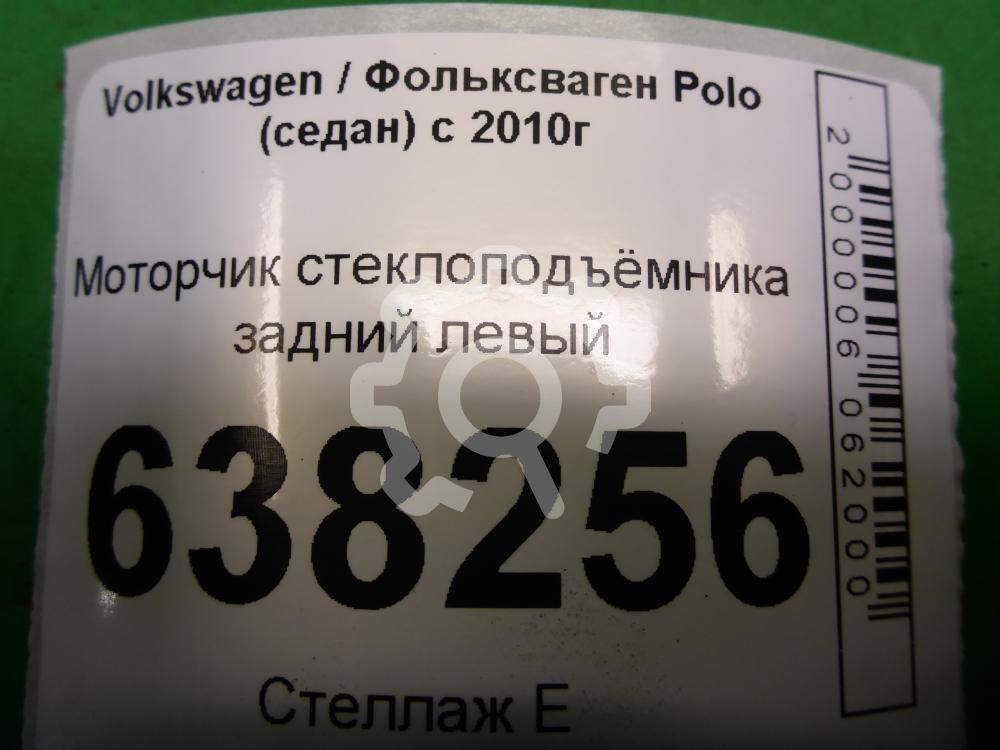 Volkswagen / Фольксваген Polo
(седан) с 2010г
Моторчик стеклоподъёмника
задний левый
638256
Стеллаж Е
2000006062000